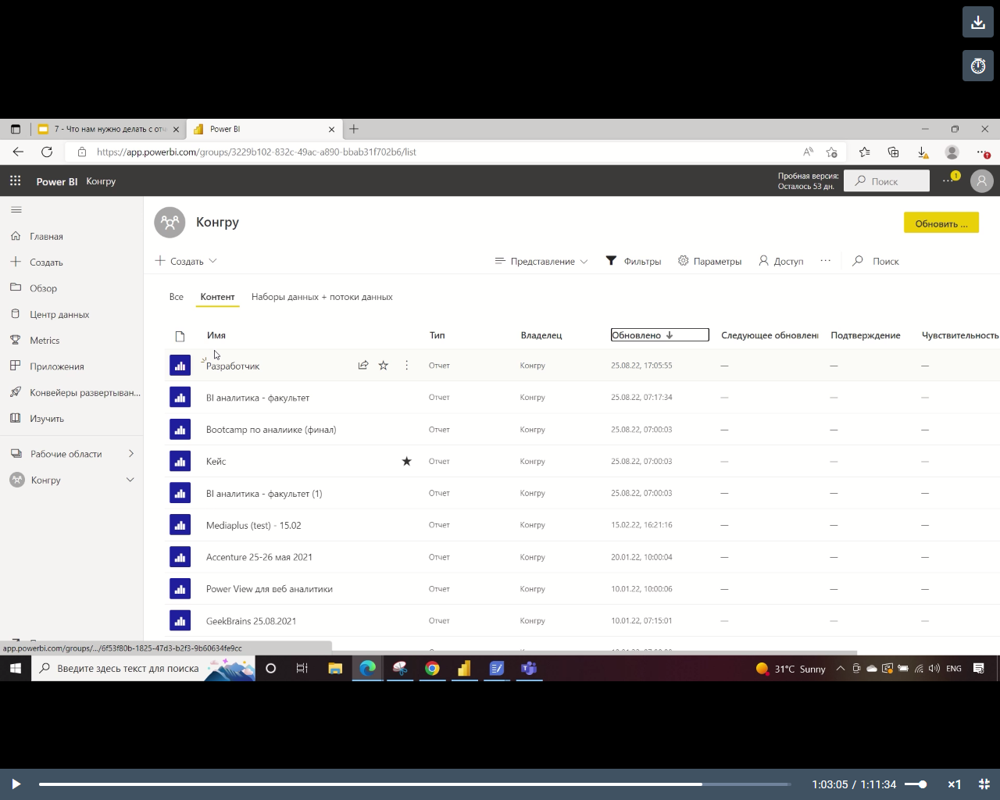 7 - Что нам нужно делать с отч
Power BI
https://app.powerbi.com/groups/3229b102-832c-49ac-a890-bbab31f702b6/list
Power BI Конгру
Пробная версия:
Осталось 53 дн.
Поиск
1
Конгру
Обновить ...
Главная
Создать
Обзор
Центр данных
Metrics
Приложения
Конвейеры развертыван...
Изучить
Рабочие области
Конгру
Создать
Представление
Фильтры
Параметры
Доступ
Поиск
Все Контент Наборы данных + потоки данных
Имя Тип Владелец Обновлено Следующее обновлени Подтверждение Чувствительность
Разработчик Отчет Конгру 25.08.22, 17:05:55 — — —
BI аналитика - факультет Отчет Конгру 25.08.22, 07:17:34 — — —
Bootcamp по аналиике (финал) Отчет Конгру 25.08.22, 07:00:03 — — —
Кейс Отчет Конгру 25.08.22, 07:00:03 — — —
BI аналитика - факультет (1) Отчет Конгру 25.08.22, 07:00:03 — — —
Mediaplus (test) - 15.02 Отчет Конгру 15.02.22, 16:21:16 — — —
Accenture 25-26 мая 2021 Отчет Конгру 20.01.22, 10:00:04 — — —
Power View для веб аналитики Отчет Конгру 10.01.22, 10:00:06 — — —
GeekBrains 25.08.2021 Отчет Конгру 10.01.22, 07:15:01 — — —
app.powerbi.com/groups/.../6f53f80b-1825-47d3-b2f3-9b60634fe9cc
Введите здесь текст для поиска
31°C Sunny
ENG
1:03:05 / 1:11:34
×1